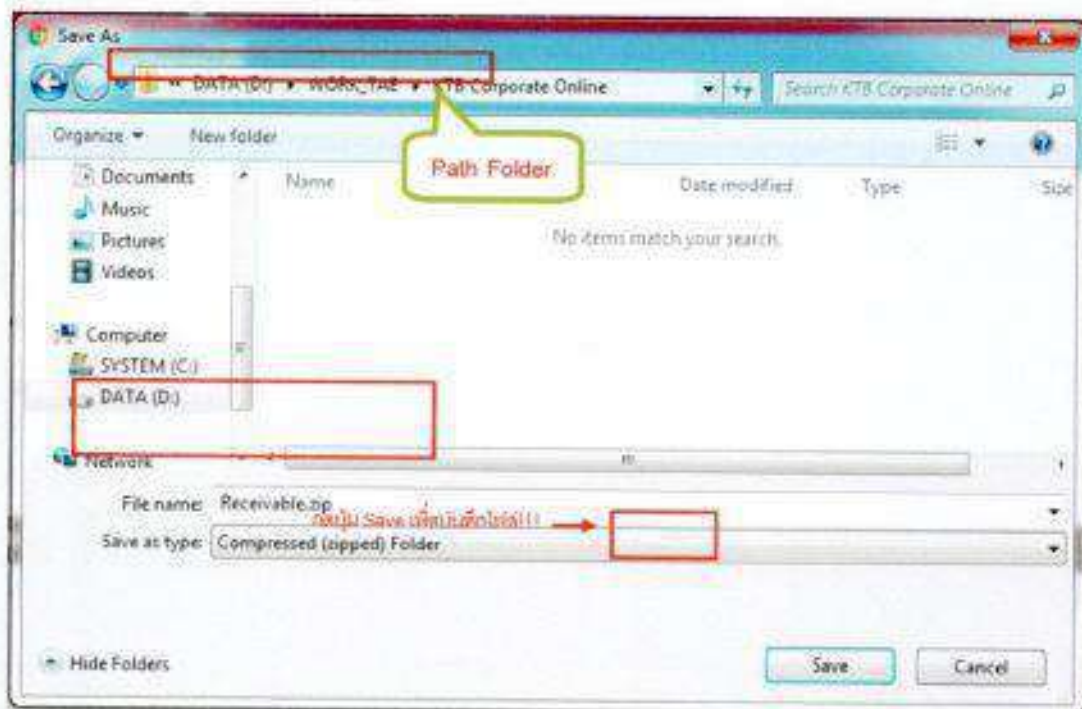 Save As
« DATA (D:) ▸ WORK_TAE ▸ KTB Corporate Online
Search KTB Corporate Online
Organize ▾ New folder
Path Folder
Documents
Music
Pictures
Videos
Computer
SYSTEM (C:)
DATA (D:)
Network
Name Date modified Type Size
No items match your search.
File name: Receivable.zip
Save
Save as type: Compressed (zipped) Folder
Hide Folders
Save Cancel